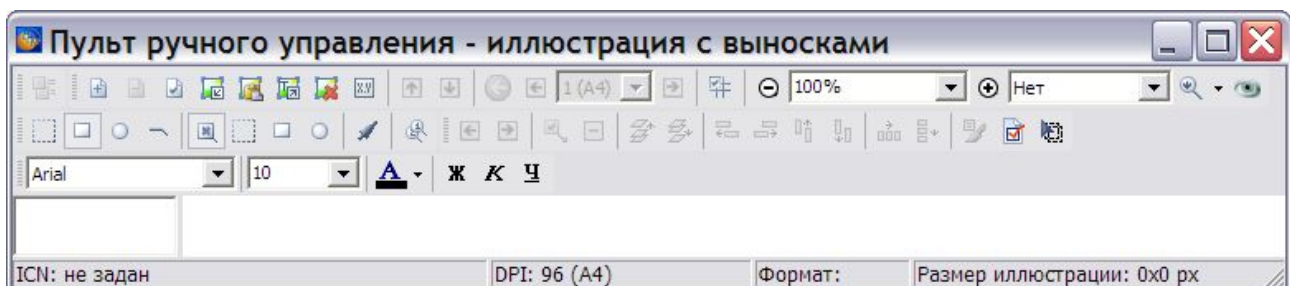 Пульт ручного управления - иллюстрация с выносками
X.Y 1 (A4) 100% Нет
Arial 10 А Ж К Ч
ICN: не задан DPI: 96 (A4) Формат: Размер иллюстрации: 0x0 px